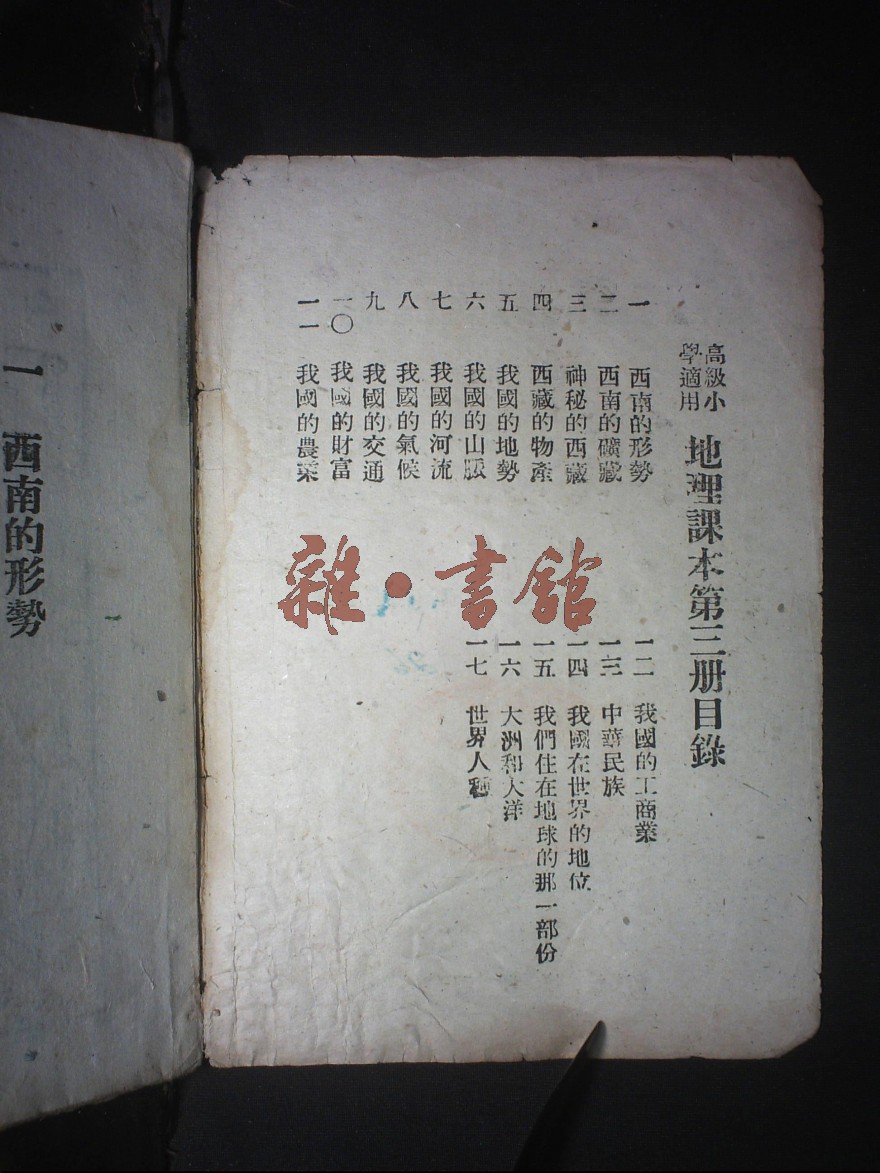 高級小
學適用
地理課本第三册目錄
一 西南的形勢
二 西南的礦藏
三 神秘的西藏
四 西藏的物產
五 我國的地勢
六 我國的山脈
七 我國的河流
八 我國的氣候
九 我國的交通
一〇 我國的財富
一一 我國的農業
一二 我國的工商業
一三 中華民族
一四 我國在世界的地位
一五 我們住在地球的那一部份
一六 大洲和大洋
一七 世界人種
雜·書館
一 西南的形勢